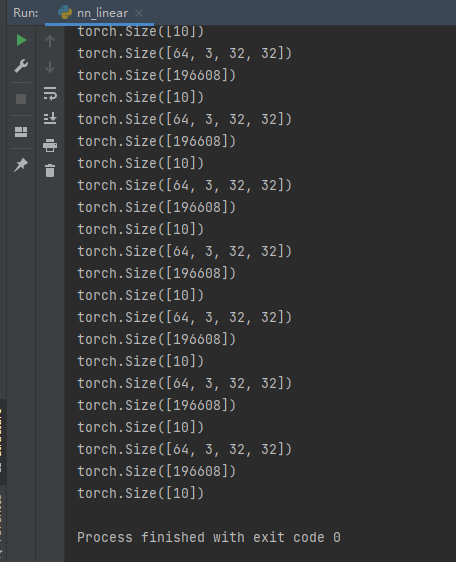 Run: nn_linear
torch.Size([10])
torch.Size([64, 3, 32, 32])
torch.Size([196608])
torch.Size([10])
torch.Size([64, 3, 32, 32])
torch.Size([196608])
torch.Size([10])
torch.Size([64, 3, 32, 32])
torch.Size([196608])
torch.Size([10])
torch.Size([64, 3, 32, 32])
torch.Size([196608])
torch.Size([10])
torch.Size([64, 3, 32, 32])
torch.Size([196608])
torch.Size([10])
torch.Size([64, 3, 32, 32])
torch.Size([196608])
torch.Size([10])
torch.Size([64, 3, 32, 32])
torch.Size([196608])
torch.Size([10])
Process finished with exit code 0